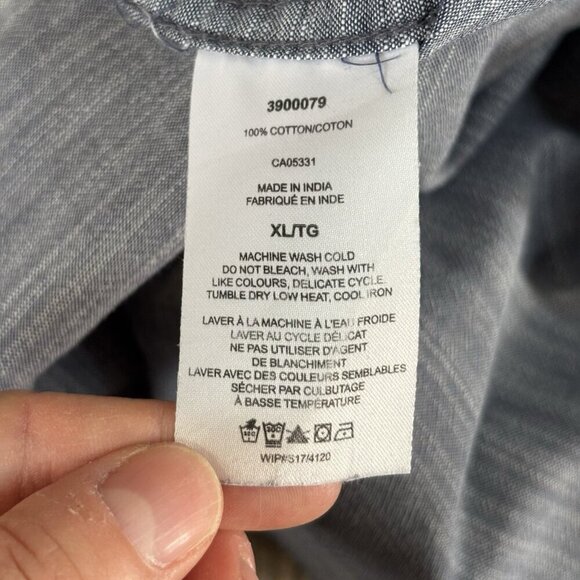 3900079
100% COTTON/COTON
CA05331
MADE IN INDIA
FABRIQUÉ EN INDE
XL/TG
MACHINE WASH COLD
DO NOT BLEACH, WASH WITH
LIKE COLOURS, DELICATE CYCLE.
TUMBLE DRY LOW HEAT, COOL IRON
LAVER À LA MACHINE À L'EAU FROIDE
LAVER AU CYCLE DÉLICAT
NE PAS UTILISER D'AGENT
DE BLANCHIMENT
LAVER AVEC DES COULEURS SEMBLABLES
SÉCHER PAR CULBUTAGE
À BASSE TEMPÉRATURE
WIP#S17/4120